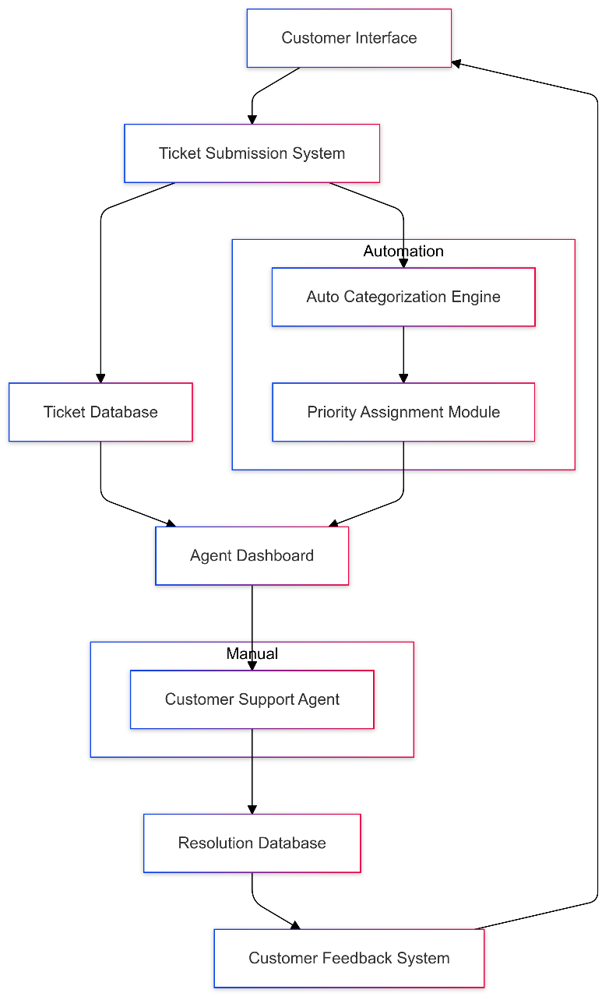 Customer Interface
Ticket Submission System
Automation
Auto Categorization Engine
Ticket Database
Priority Assignment Module
Agent Dashboard
Manual
Customer Support Agent
Resolution Database
Customer Feedback System